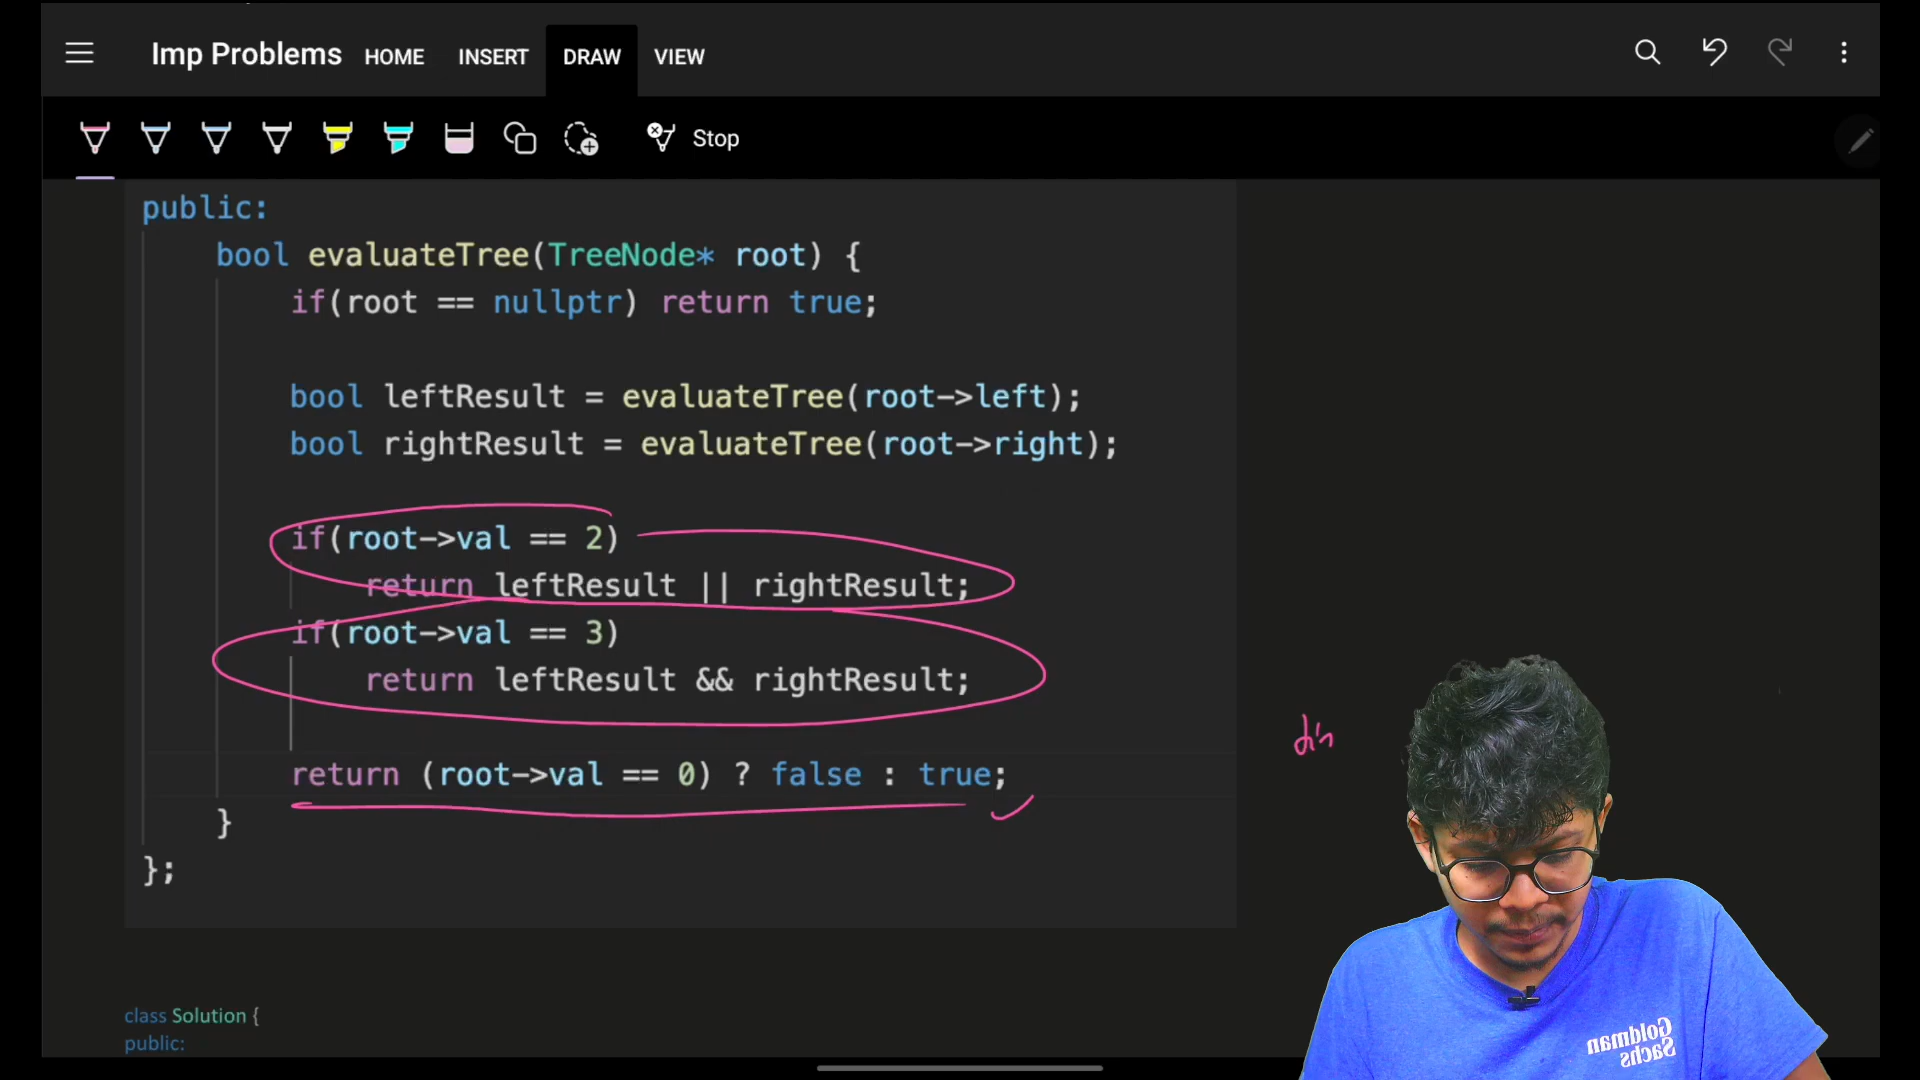 Imp Problems HOME INSERT DRAW VIEW
Stop
public:
bool evaluateTree(TreeNode* root) {
if(root == nullptr) return true;
bool leftResult = evaluateTree(root->left);
bool rightResult = evaluateTree(root->right);
if(root->val == 2)
return leftResult || rightResult;
if(root->val == 3)
return leftResult && rightResult;
return (root->val == 0) ? false : true;
}
};
class Solution {
public:
Goldman
Sachs